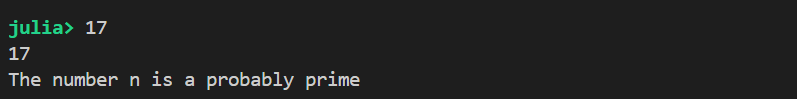 julia> 17
17
The number n is a probably prime